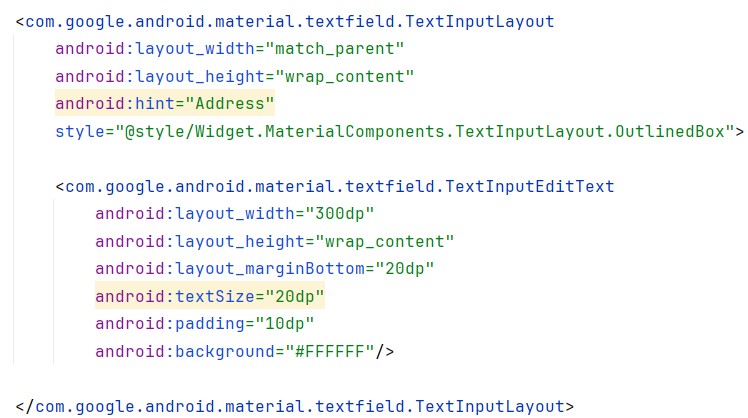 <com.google.android.material.textfield.TextInputLayout
    android:layout_width="match_parent"
    android:layout_height="wrap_content"
    android:hint="Address"
    style="@style/Widget.MaterialComponents.TextInputLayout.OutlinedBox">

    <com.google.android.material.textfield.TextInputEditText
        android:layout_width="300dp"
        android:layout_height="wrap_content"
        android:layout_marginBottom="20dp"
        android:textSize="20dp"
        android:padding="10dp"
        android:background="#FFFFFF"/>

</com.google.android.material.textfield.TextInputLayout>